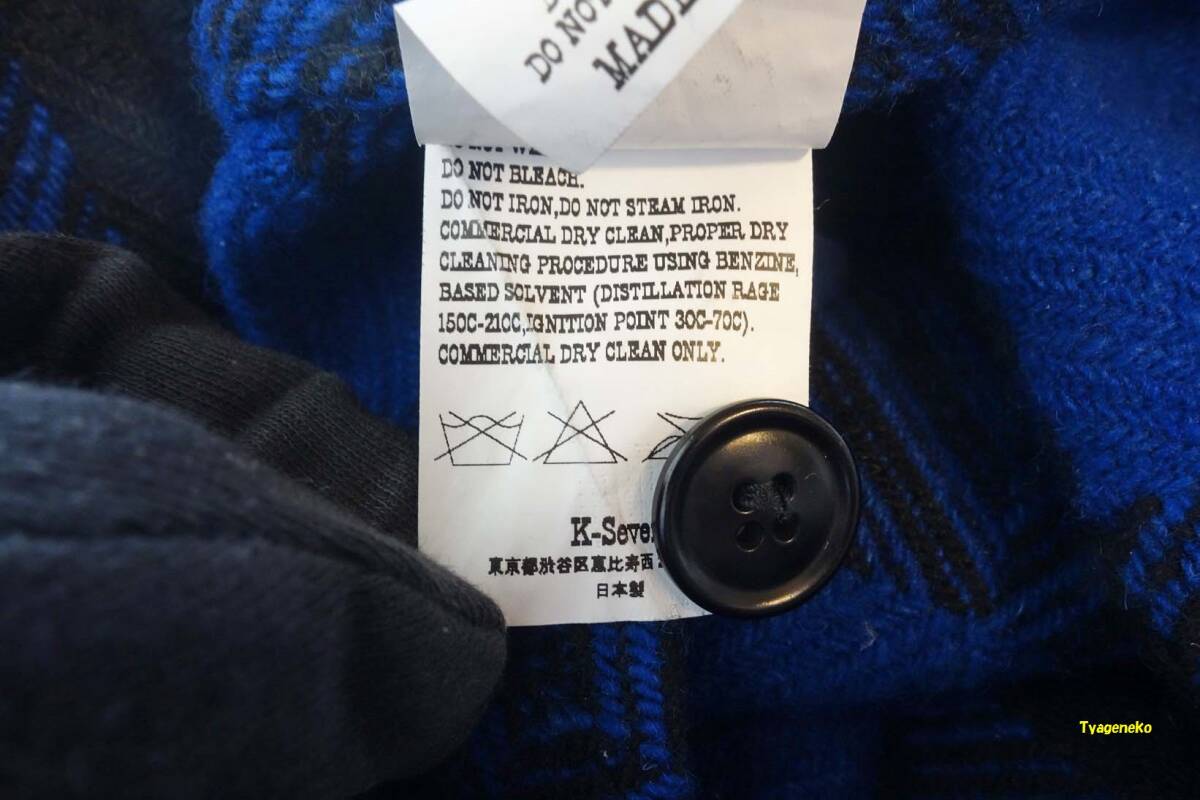 DO NOT
MADE
DO NOT BLEACH.
DO NOT IRON,DO NOT STEAM IRON.
COMMERCIAL DRY CLEAN,PROPER DRY
CLEANING PROCEDURE USING BENZINE,
BASED SOLVENT (DISTILLATION RAGE
150C-210C,IGNITION POINT 30C-70C).
COMMERCIAL DRY CLEAN ONLY.
東京都渋谷区恵比寿西
日本製
Tyageneko